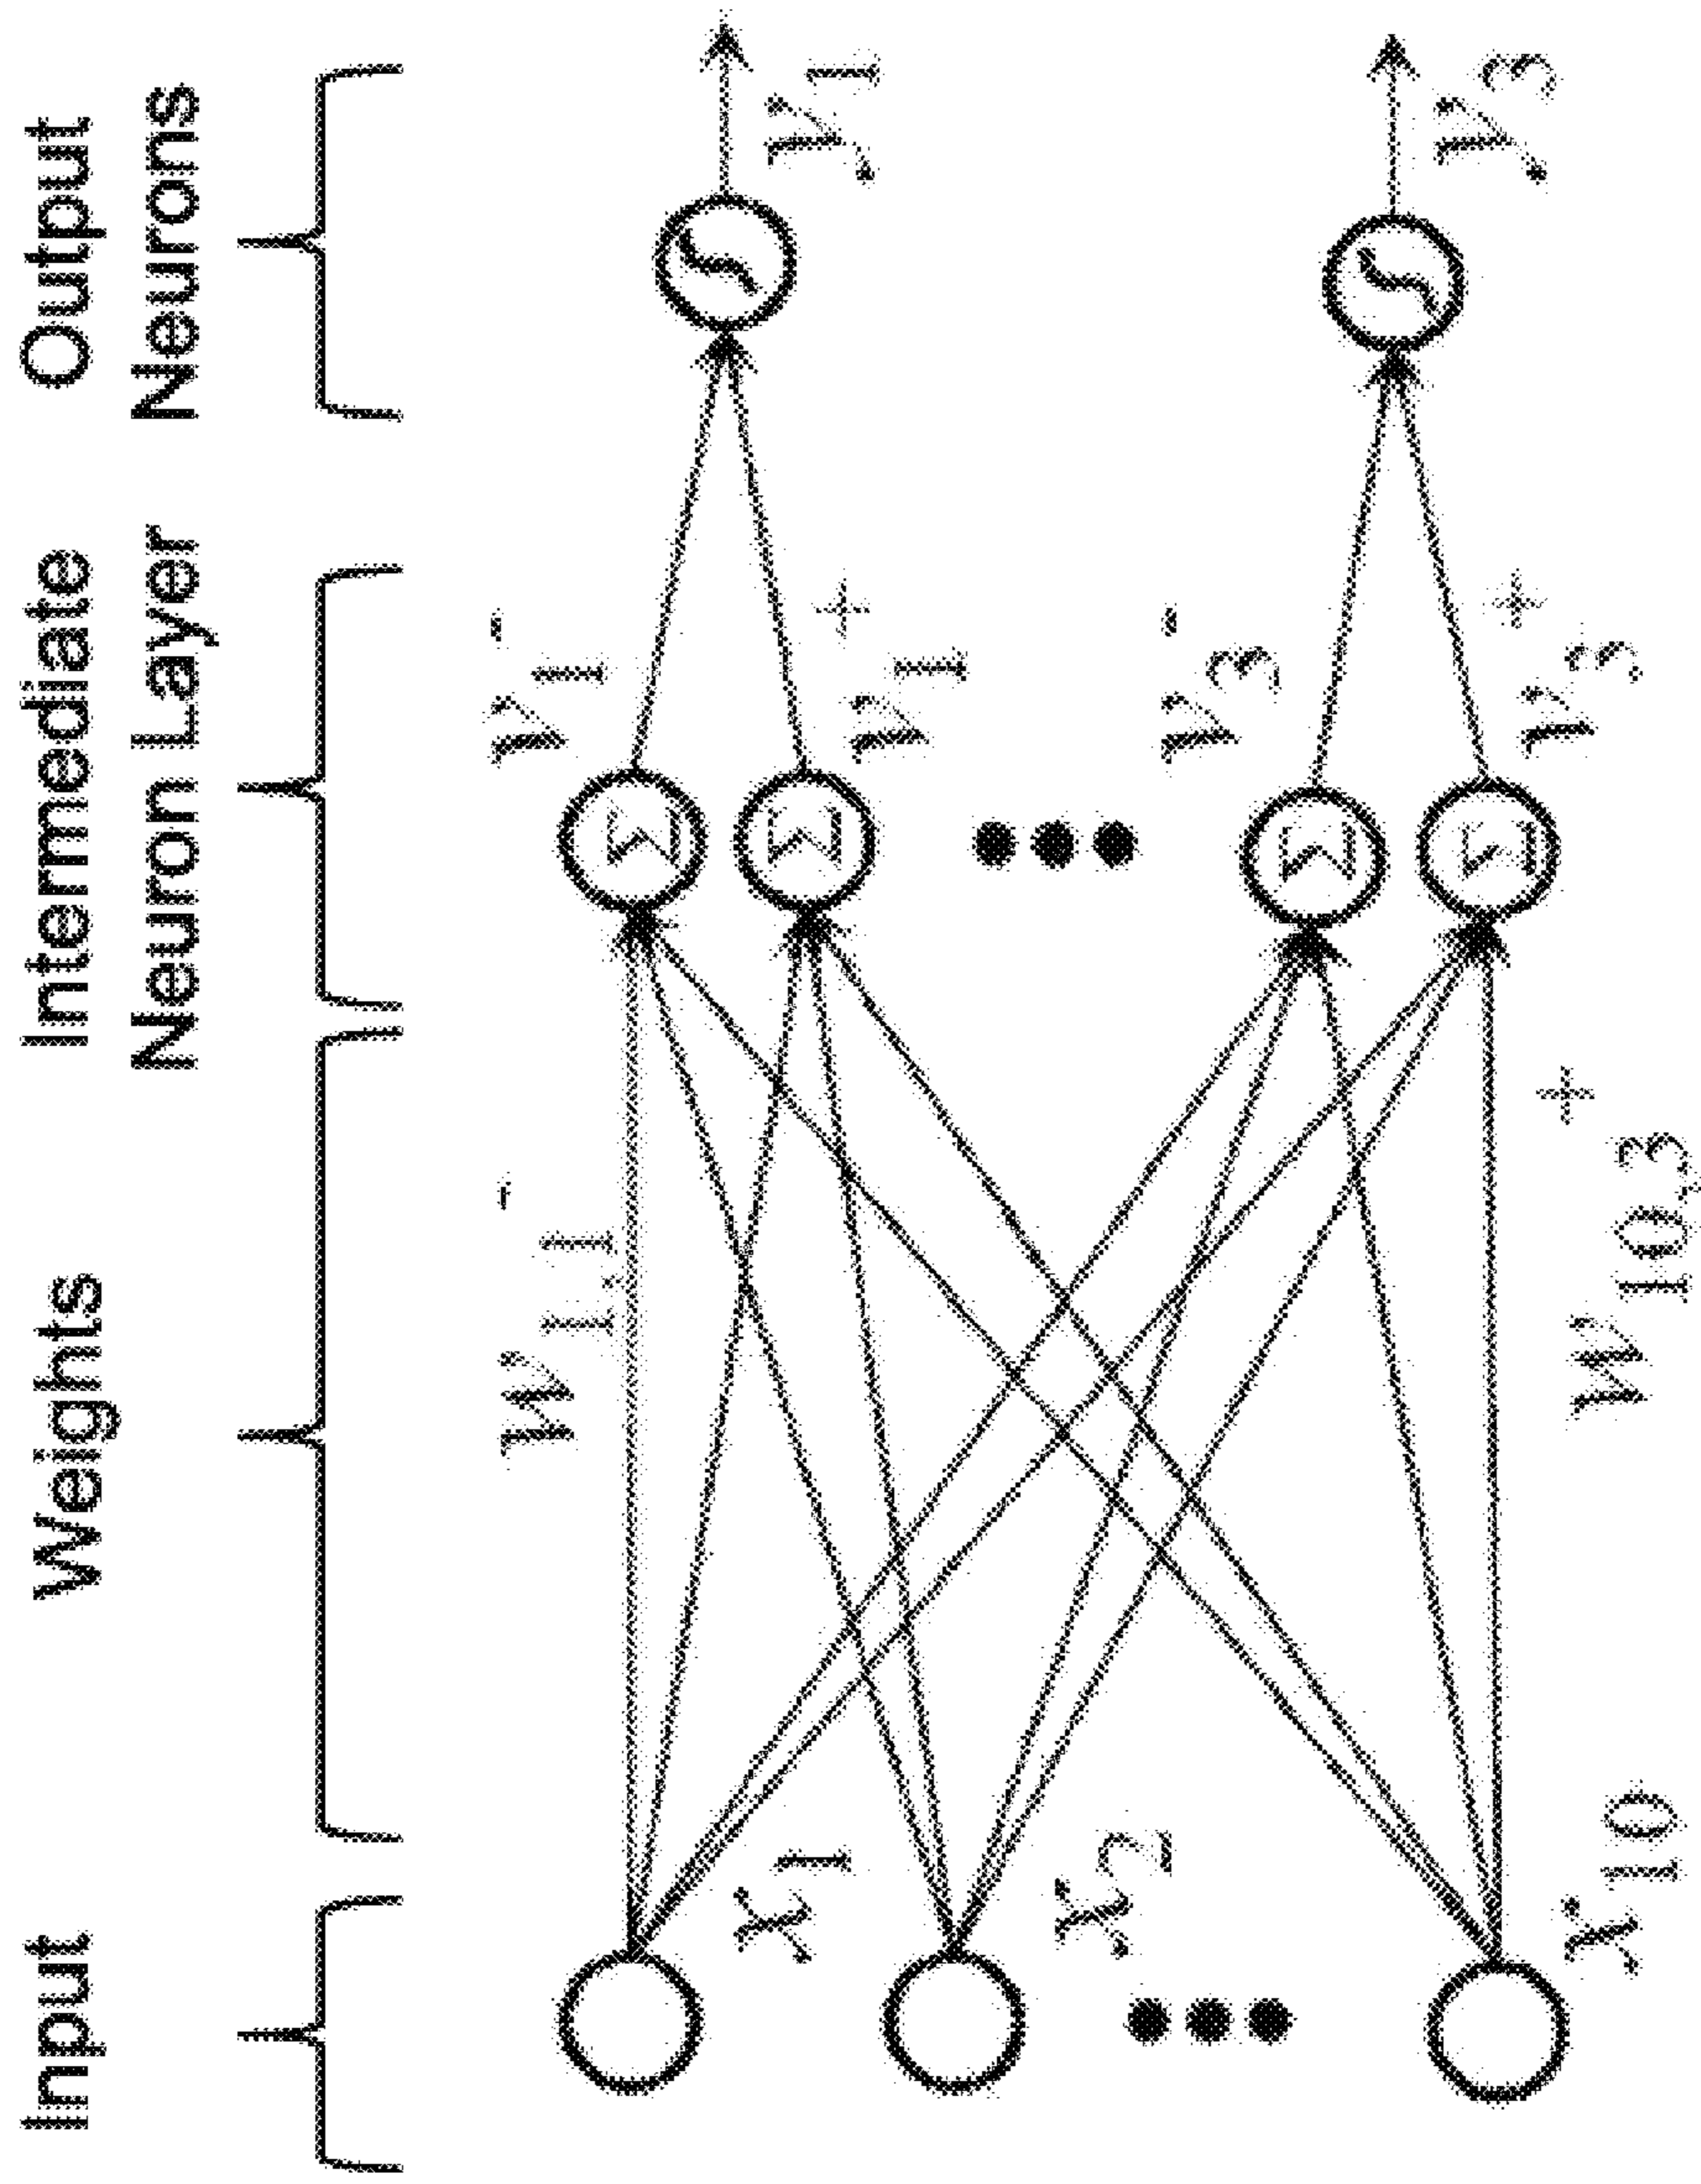 Input
Weights
Intermediate
Neuron Layer
Output
Neurons
x₁
x₂
x₁₀
w₁,₁⁻
w₁₀,₃⁺
Σ
Σ
Σ
Σ
v₁⁻
v₁⁺
v₃⁻
v₃⁺
y₁
y₃